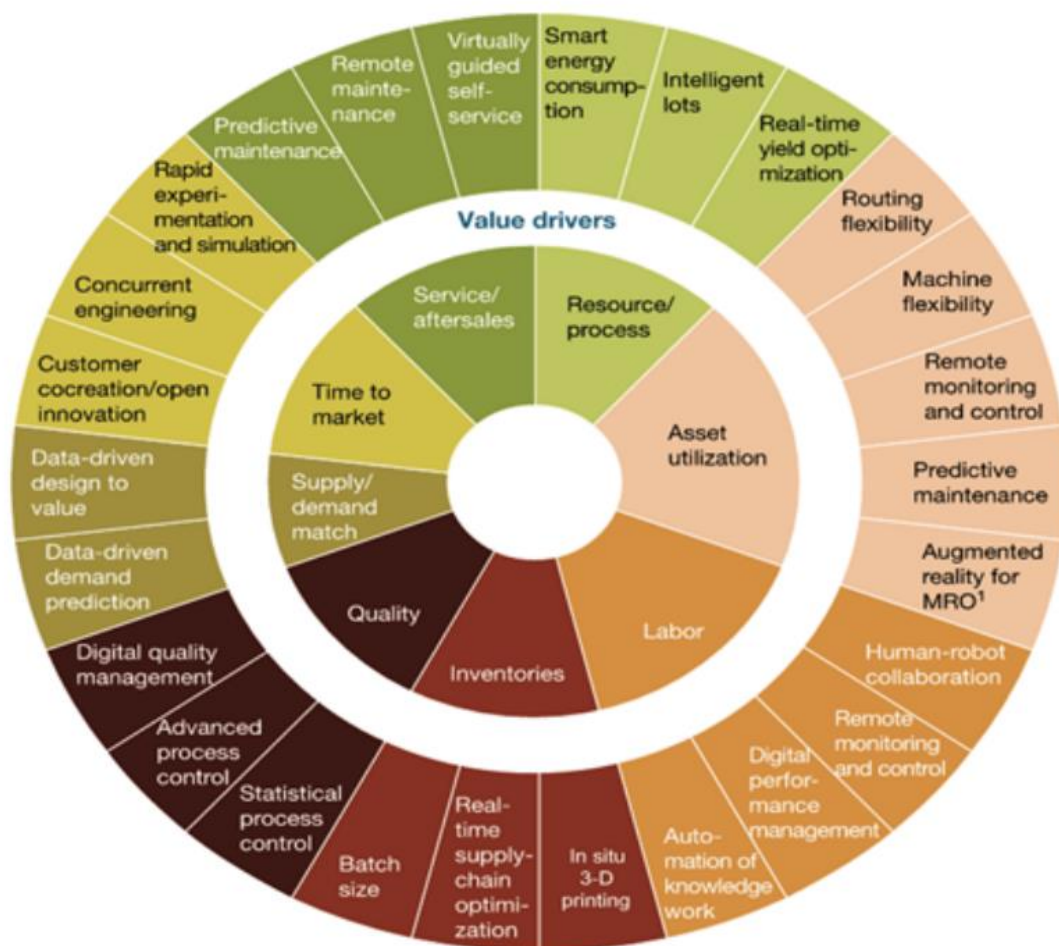 Value drivers
Service/
aftersales
Resource/
process
Asset
utilization
Labor
Inventories
Quality
Supply/
demand
match
Time to
market
Smart
energy
consump-
tion
Intelligent
lots
Real-time
yield opti-
mization
Routing
flexibility
Machine
flexibility
Remote
monitoring
and control
Predictive
maintenance
Augmented
reality for
MRO¹
Human-robot
collaboration
Remote
monitoring
and control
Digital
perfor-
mance
management
Auto-
mation of
knowledge
work
In situ
3-D
printing
Real-
time
supply-
chain
optimi-
zation
Batch
size
Statistical
process
control
Advanced
process
control
Digital quality
management
Data-driven
demand
prediction
Data-driven
design to
value
Customer
cocreation/open
innovation
Concurrent
engineering
Rapid
experi-
mentation
and simulation
Predictive
maintenance
Remote
mainte-
nance
Virtually
guided
self-
service